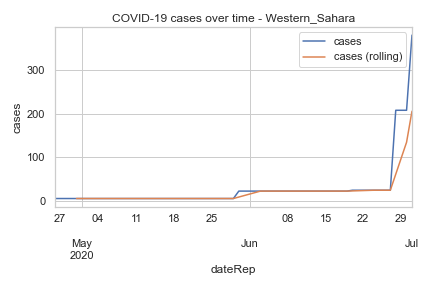 COVID-19 cases over time - Western_Sahara
cases
cases (rolling)
cases
300
200
100
0
27 04 11 18 25 08 15 22 29
May Jun Jul
2020
dateRep